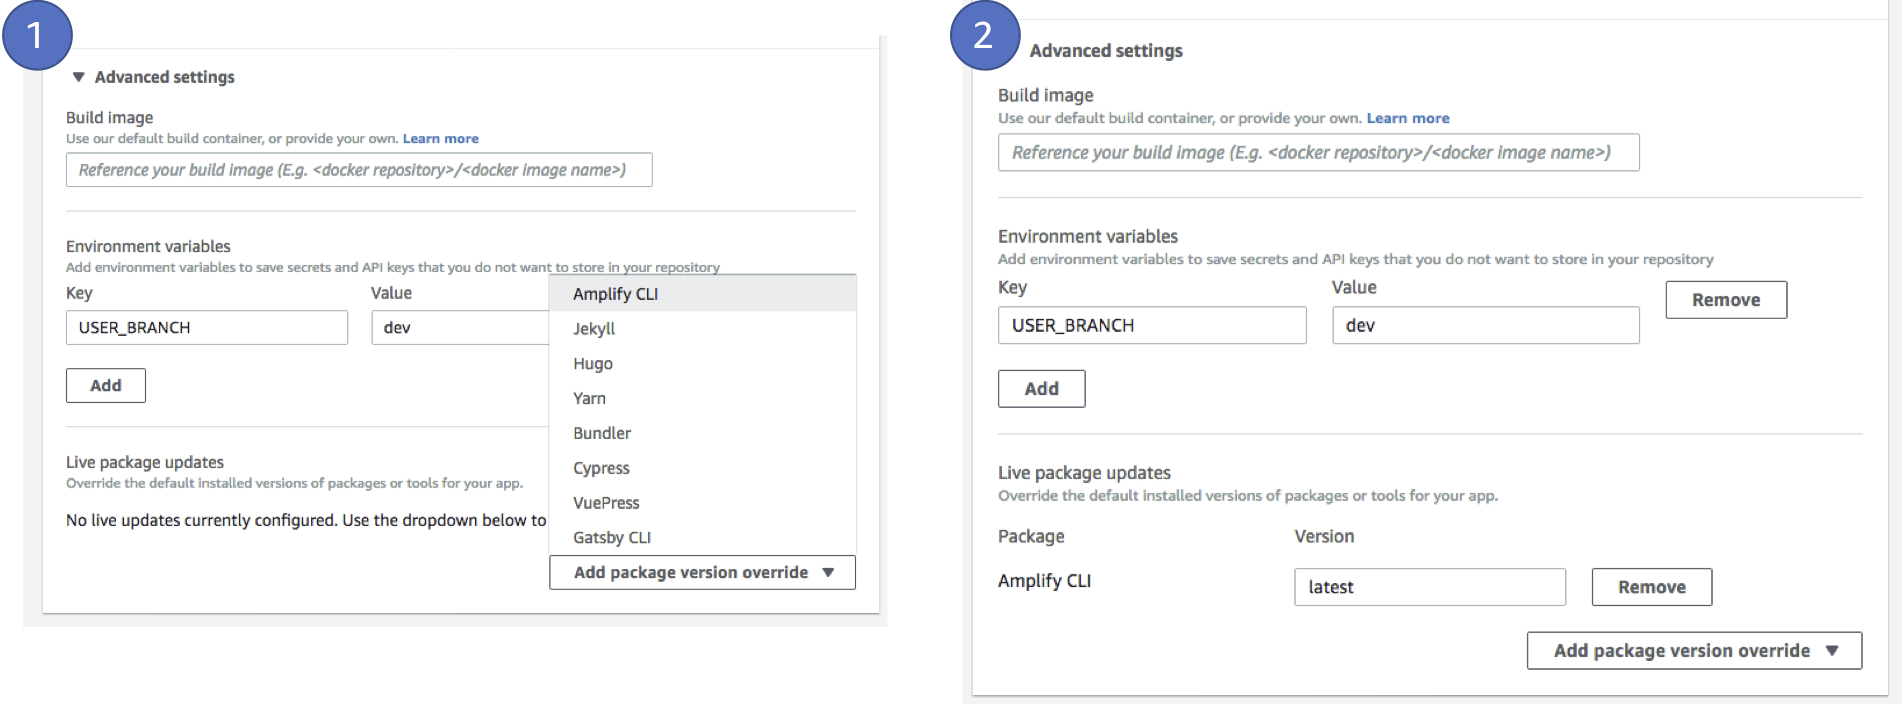 1
Advanced settings
Build image
Use our default build container, or provide your own. Learn more
Reference your build image (E.g. <docker repository>/<docker image name>)
Environment variables
Add environment variables to save secrets and API keys that you do not want to store in your repository
Key Value
USER_BRANCH dev
Add
Amplify CLI
Jekyll
Hugo
Yarn
Bundler
Cypress
VuePress
Gatsby CLI
Live package updates
Override the default installed versions of packages or tools for your app.
No live updates currently configured. Use the dropdown below to
Add package version override
2
Advanced settings
Build image
Use our default build container, or provide your own. Learn more
Reference your build image (E.g. <docker repository>/<docker image name>)
Environment variables
Add environment variables to save secrets and API keys that you do not want to store in your repository
Key Value
USER_BRANCH dev Remove
Add
Live package updates
Override the default installed versions of packages or tools for your app.
Package Version
Amplify CLI latest Remove
Add package version override